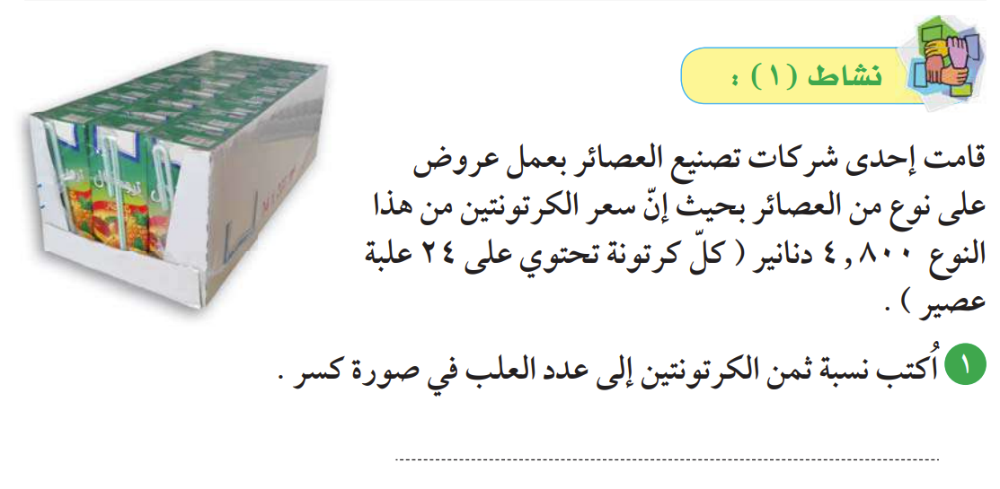 نشاط (١) :
قامت إحدى شركات تصنيع العصائر بعمل عروض
على نوع من العصائر بحيث إنّ سعر الكرتونتين من هذا
النوع ٤,٨٠٠ دنانير ( كلّ كرتونة تحتوي على ٢٤ علبة
عصير ) .
١ اُكتب نسبة ثمن الكرتونتين إلى عدد العلب في صورة كسر .